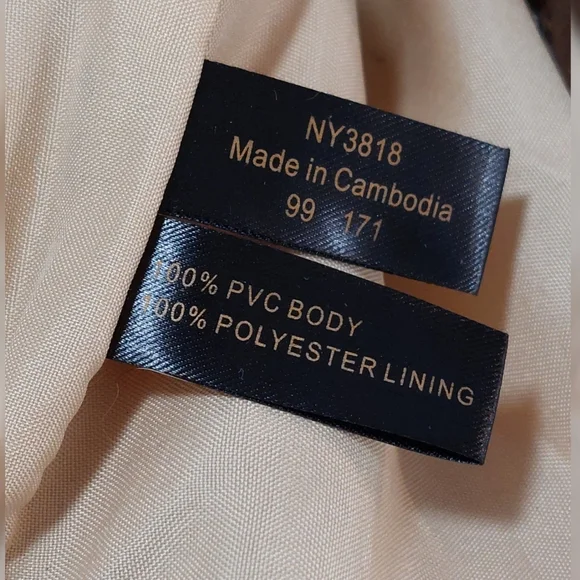 NY3818
Made in Cambodia
99 171
100% PVC BODY
100% POLYESTER LINING